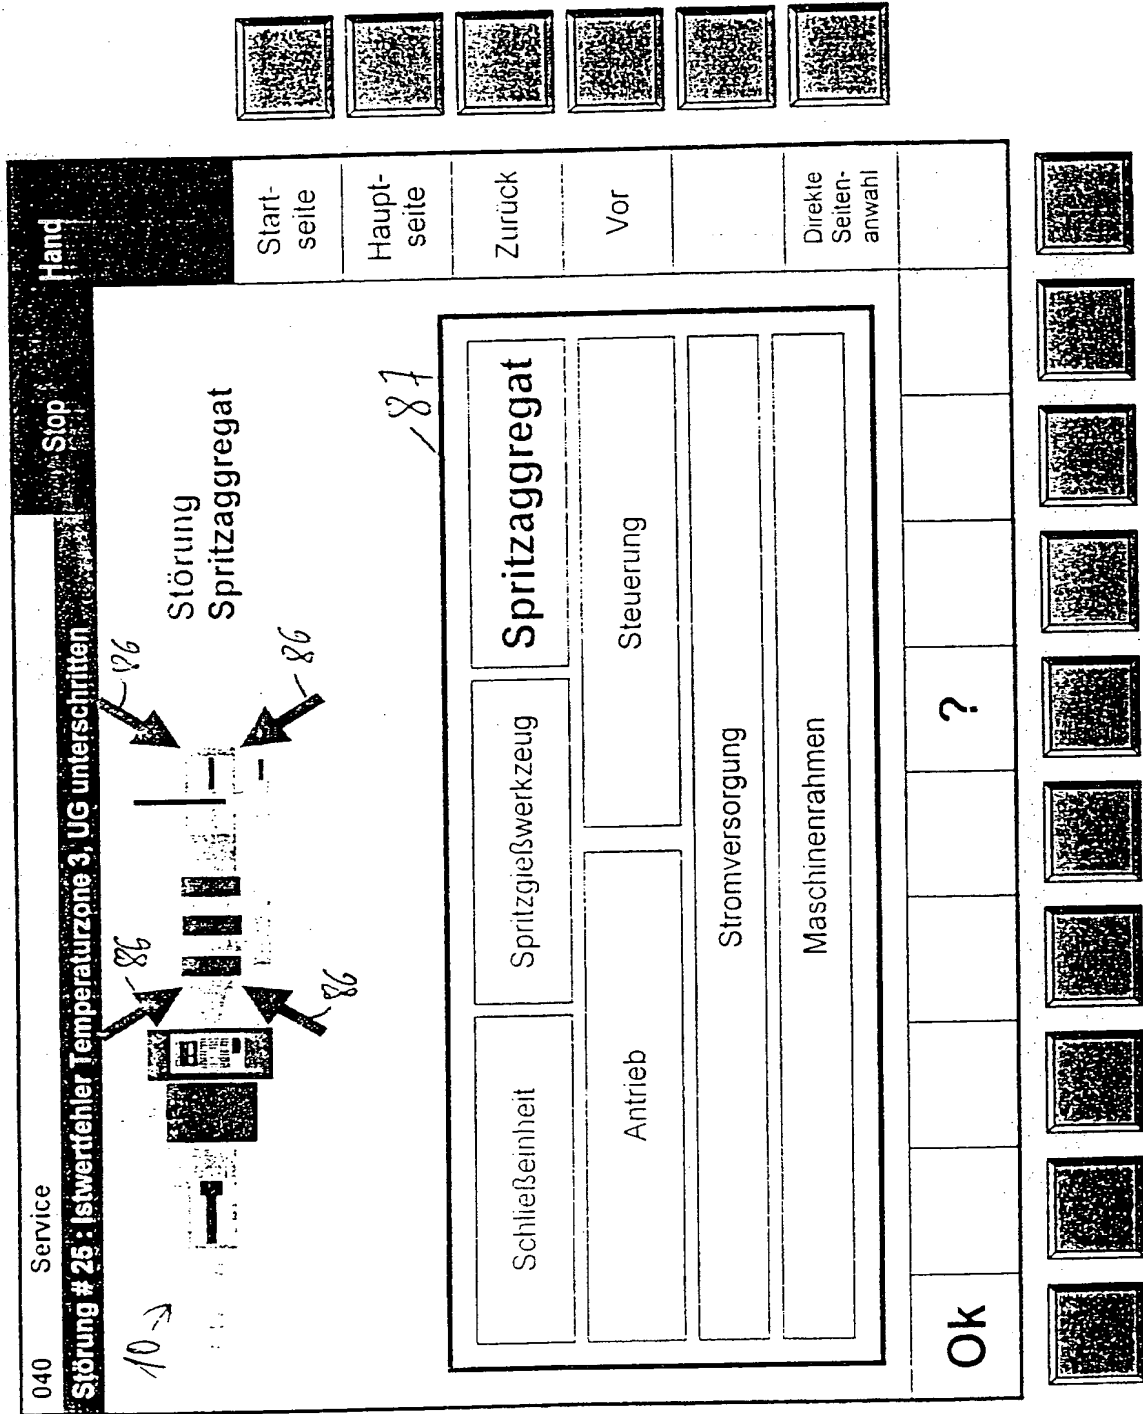 040 Service
Stop Hand
Störung # 25 : Istwertfehler Temperaturzone 3, UG unterschritten
10
86
86
86
86
Störung
Spritzaggregat
87
Schließeinheit
Spritzgießwerkzeug
Spritzaggregat
Antrieb
Steuerung
Stromversorgung
Maschinenrahmen
Start-
seite
Haupt-
seite
Zurück
Vor
Direkte
Seiten-
anwahl
Ok
?